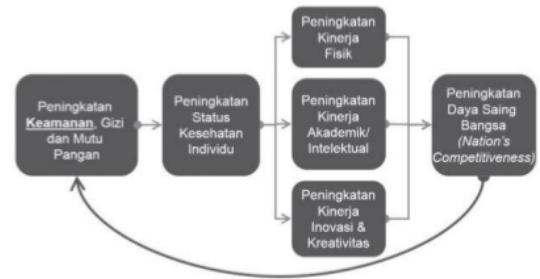 Peningkatan
Keamanan, Gizi
dan Mutu
Pangan
Peningkatan
Status
Kesehatan
Individu
Peningkatan
Kinerja
Fisik
Peningkatan
Kinerja
Akademik/
Intelektual
Peningkatan
Kinerja
Inovasi &
Kreativitas
Peningkatan
Daya Saing
Bangsa
(Nation's
Competitiveness)